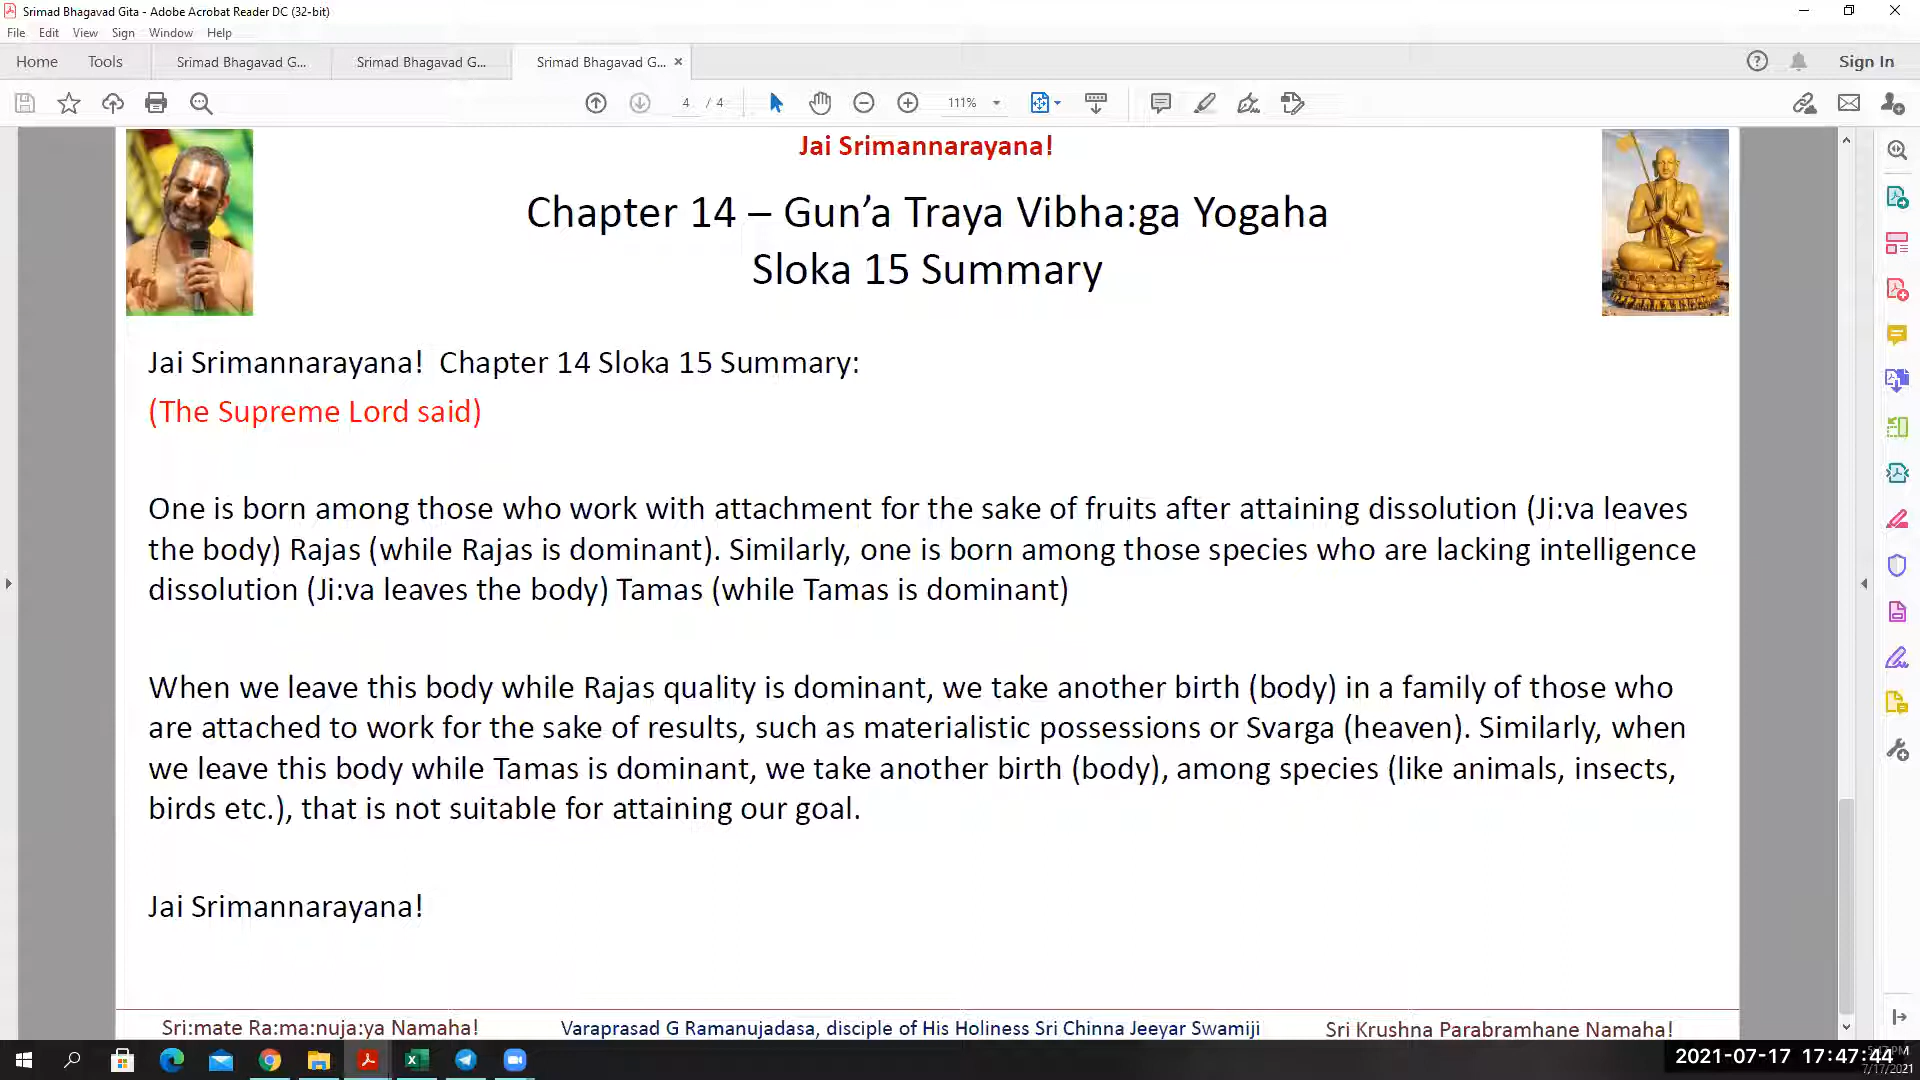 Srimad Bhagavad Gita - Adobe Acrobat Reader DC (32-bit)
File Edit View Sign Window Help
Home Tools Srimad Bhagavad G... Srimad Bhagavad G... Srimad Bhagavad G... × Sign In
4 / 4 111%
Jai Srimannarayana!
Chapter 14 – Gun’a Traya Vibha:ga Yogaha
Sloka 15 Summary
Jai Srimannarayana! Chapter 14 Sloka 15 Summary:
(The Supreme Lord said)
One is born among those who work with attachment for the sake of fruits after attaining dissolution (Ji:va leaves
the body) Rajas (while Rajas is dominant). Similarly, one is born among those species who are lacking intelligence
dissolution (Ji:va leaves the body) Tamas (while Tamas is dominant)
When we leave this body while Rajas quality is dominant, we take another birth (body) in a family of those who
are attached to work for the sake of results, such as materialistic possessions or Svarga (heaven). Similarly, when
we leave this body while Tamas is dominant, we take another birth (body), among species (like animals, insects,
birds etc.), that is not suitable for attaining our goal.
Jai Srimannarayana!
Sri:mate Ra:ma:nuja:ya Namaha! Varaprasad G Ramanujadasa, disciple of His Holiness Sri Chinna Jeeyar Swamiji Sri Krushna Parabramhane Namaha!
2021-07-17 17:47:44
7/17/2021